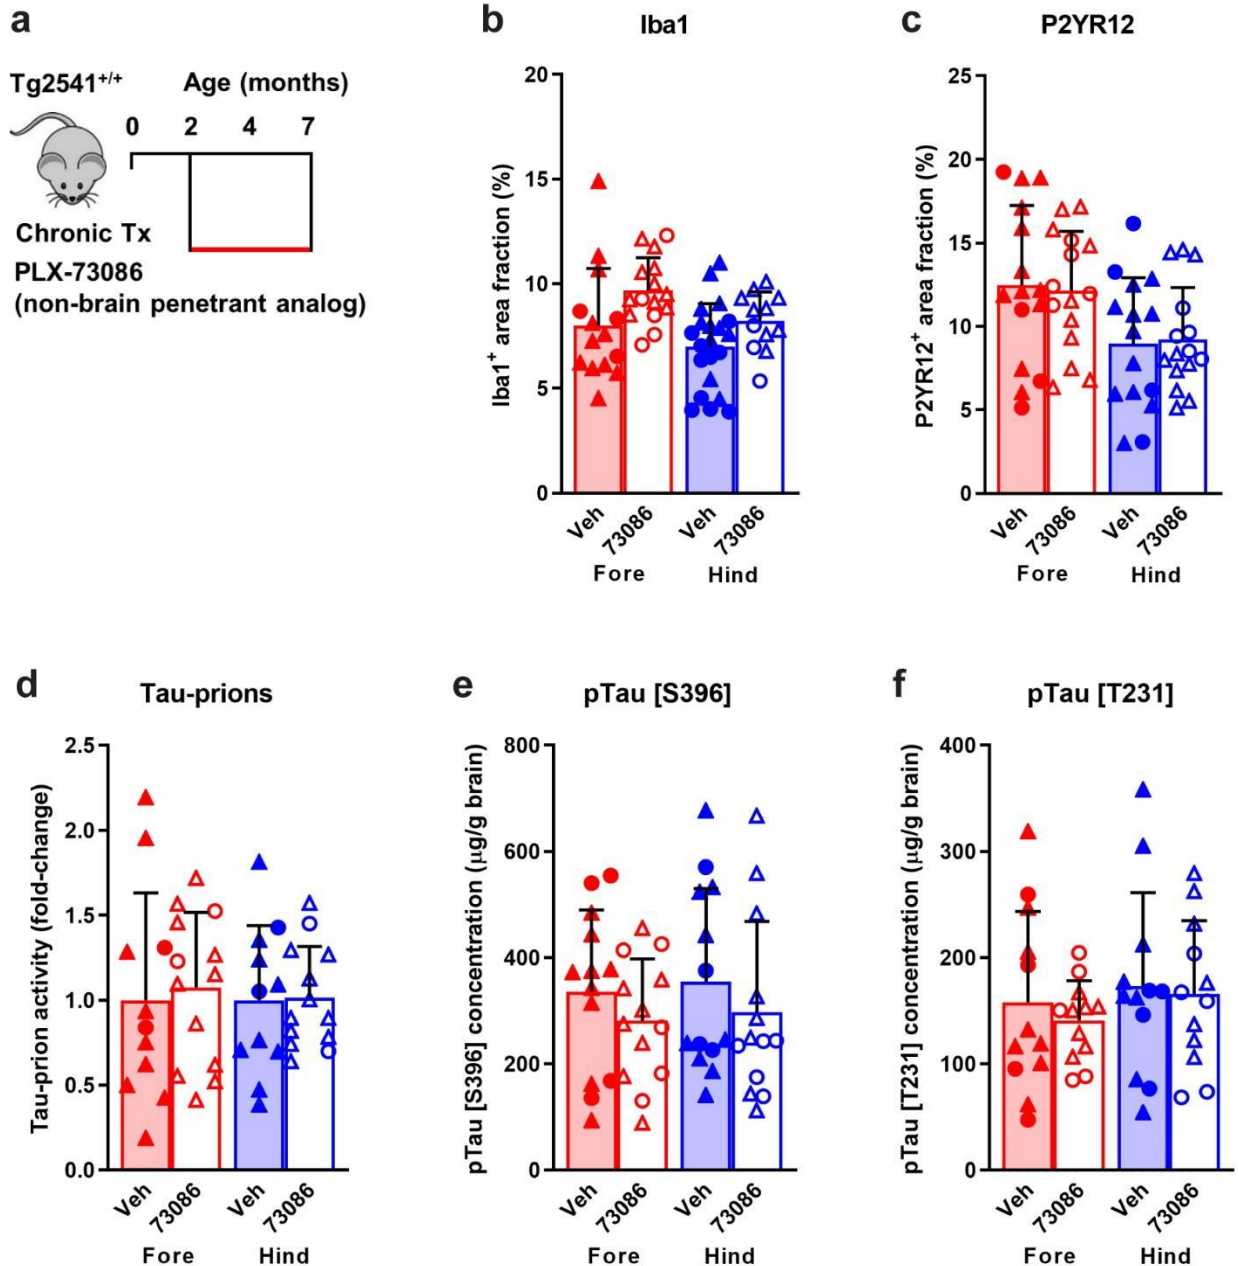 a
Tg2541+/+
Age (months)
0 2 4 7
Chronic Tx
PLX-73086
(non-brain penetrant analog)
b
Iba1
Iba1+ area fraction (%)
20
15
10
5
0
Veh 73086 Veh 73086
Fore Hind
c
P2YR12
P2YR12+ area fraction (%)
25
20
15
10
5
0
Veh 73086 Veh 73086
Fore Hind
d
Tau-prions
Tau-prion activity (fold-change)
2.5
2.0
1.5
1.0
0.5
0.0
Veh 73086 Veh 73086
Fore Hind
e
pTau [S396]
pTau [S396] concentration (μg/g brain)
800
600
400
200
0
Veh 73086 Veh 73086
Fore Hind
f
pTau [T231]
pTau [T231] concentration (μg/g brain)
400
300
200
100
0
Veh 73086 Veh 73086
Fore Hind